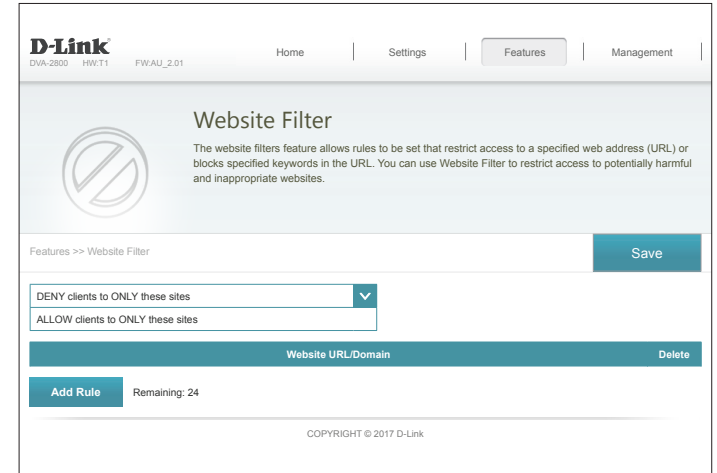 D-Link
DVA-2800 HW:T1 FW:AU_2.01
Home Settings Features Management
Website Filter
The website filters feature allows rules to be set that restrict access to a specified web address (URL) or
blocks specified keywords in the URL. You can use Website Filter to restrict access to potentially harmful
and inappropriate websites.
Features >> Website Filter
Save
DENY clients to ONLY these sites
ALLOW clients to ONLY these sites
Website URL/Domain Delete
Add Rule Remaining: 24
COPYRIGHT © 2017 D-Link